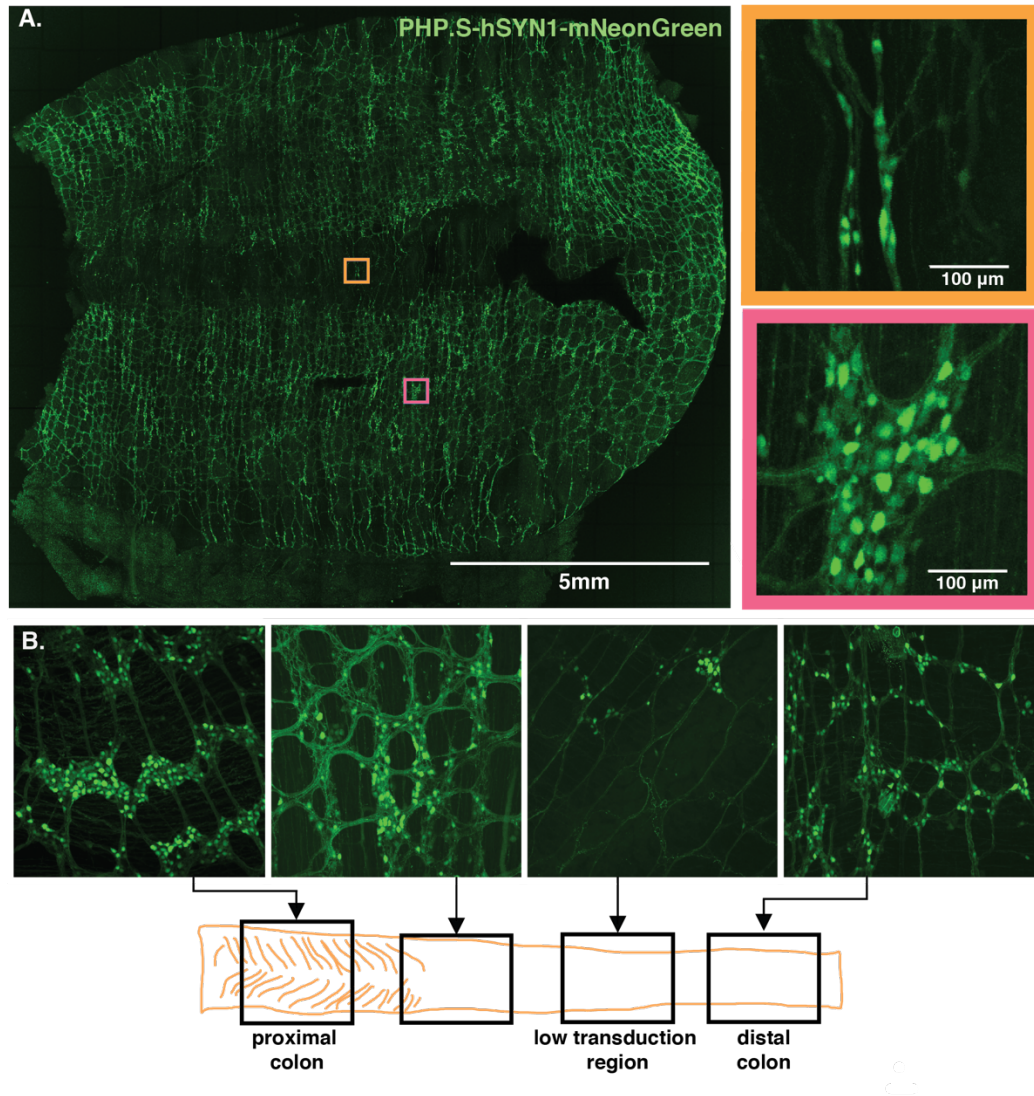 A.
PHP.S-hSYN1-mNeonGreen
5mm
100 µm
100 µm
B.
proximal
colon
low transduction
region
distal
colon